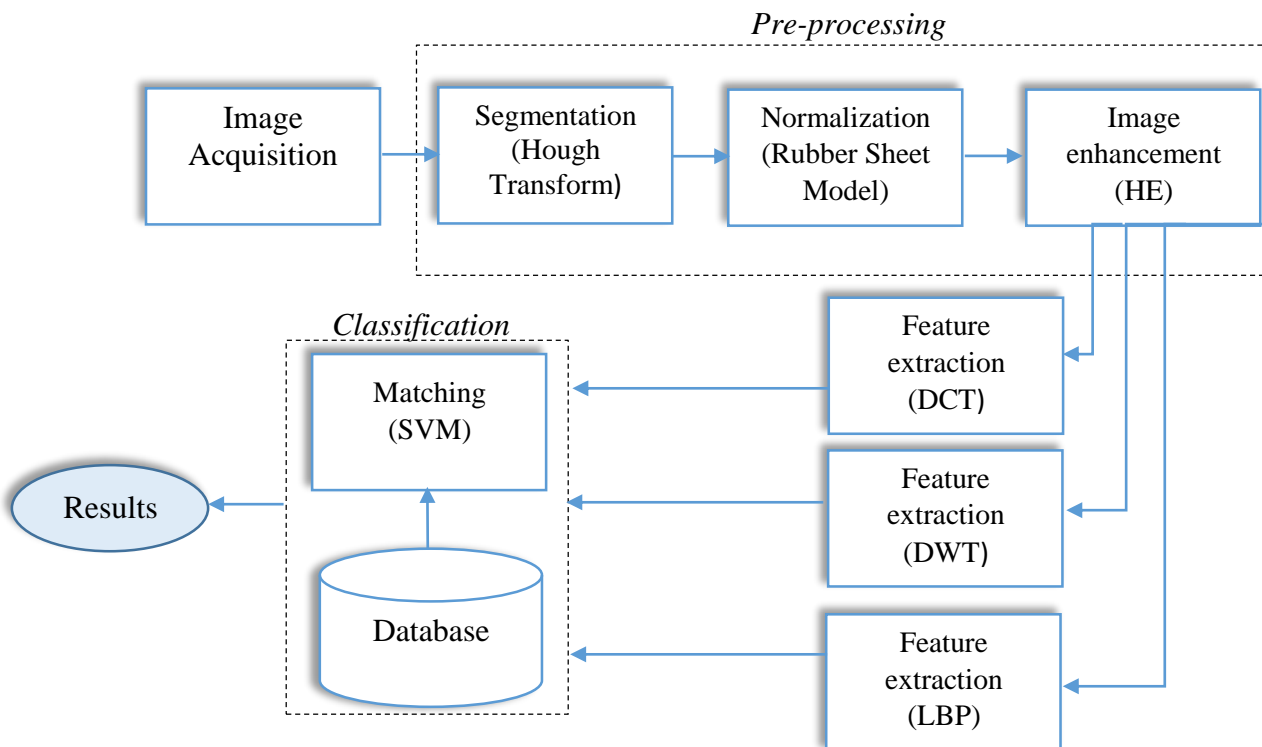 Pre-processing
Image
Acquisition
Segmentation
(Hough
Transform)
Normalization
(Rubber Sheet
Model)
Image
enhancement
(HE)
Feature
extraction
(DCT)
Classification
Matching
(SVM)
Feature
extraction
(DWT)
Results
Database
Feature
extraction
(LBP)